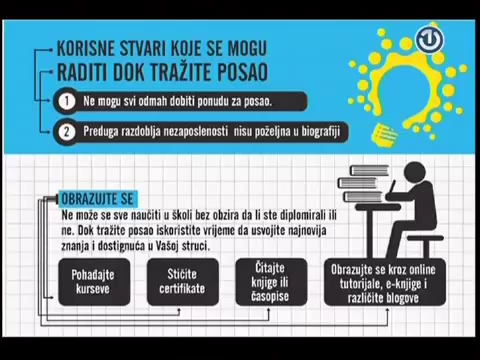 KORISNE STVARI KOJE SE MOGU
RADITI DOK TRAŽITE POSAO
1 Ne mogu svi odmah dobiti ponudu za posao.
2 Preduga razdoblja nezaposlenosti nisu poželjna u biografiji
OBRAZUJTE SE
Ne može se sve naučiti u školi bez obzira da li ste diplomirali ili
ne. Dok tražite posao iskoristite vrijeme da usvojite najnovija
znanja i dostignuća u Vašoj struci.
Pohađajte
kurseve
Stičite
certifikate
Čitajte
knjige ili
časopise
Obrazujte se kroz online
tutorijale, e-knjige i
različite blogove